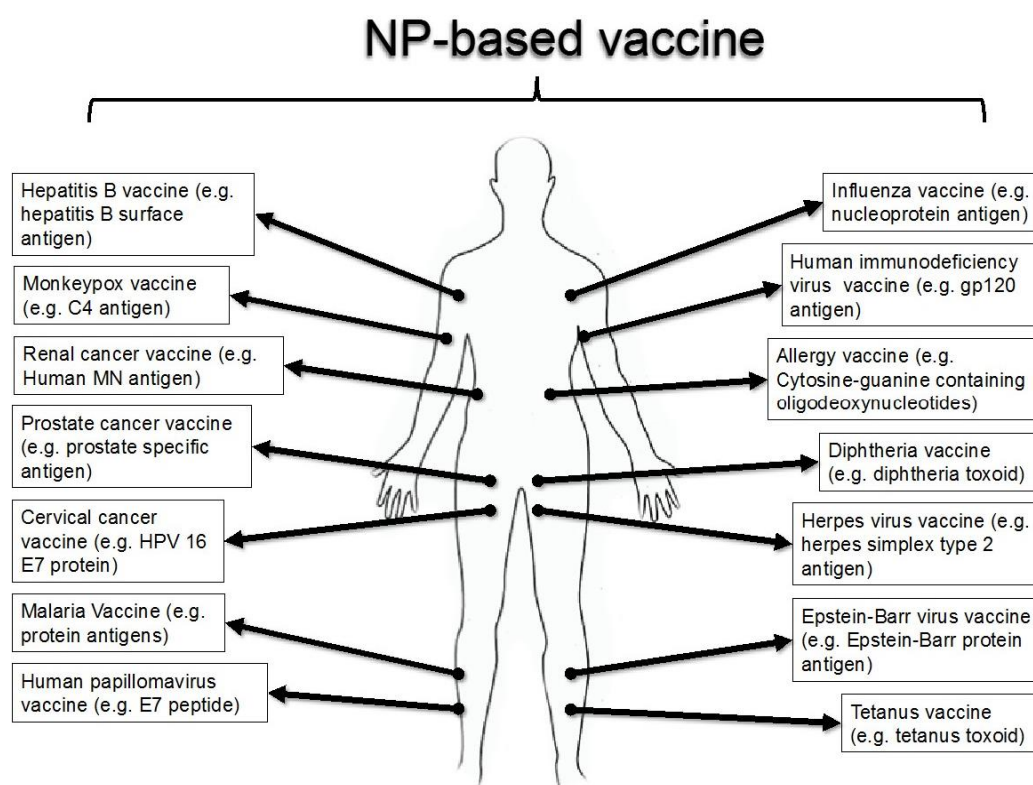 NP-based vaccine
Hepatitis B vaccine (e.g.
hepatitis B surface
antigen)
Monkeypox vaccine
(e.g. C4 antigen)
Renal cancer vaccine (e.g.
Human MN antigen)
Prostate cancer vaccine
(e.g. prostate specific
antigen)
Cervical cancer
vaccine (e.g. HPV 16
E7 protein)
Malaria Vaccine (e.g.
protein antigens)
Human papillomavirus
vaccine (e.g. E7 peptide)
Influenza vaccine (e.g.
nucleoprotein antigen)
Human immunodeficiency
virus vaccine (e.g. gp120
antigen)
Allergy vaccine (e.g.
Cytosine-guanine containing
oligodeoxynucleotides)
Diphtheria vaccine
(e.g. diphtheria toxoid)
Herpes virus vaccine (e.g.
herpes simplex type 2
antigen)
Epstein-Barr virus vaccine
(e.g. Epstein-Barr protein
antigen)
Tetanus vaccine
(e.g. tetanus toxoid)